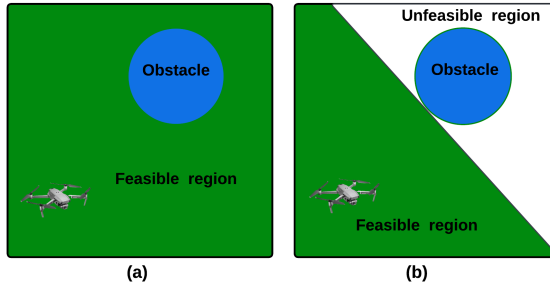 Obstacle
Feasible region
(a)
Unfeasible region
Obstacle
Feasible region
(b)